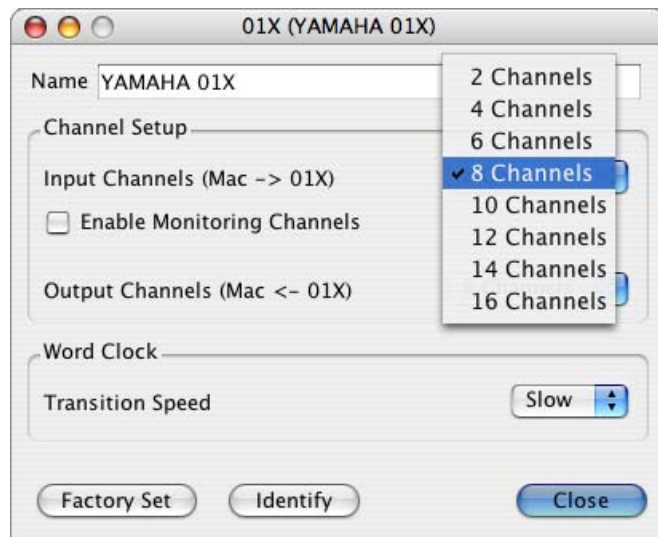 01X (YAMAHA 01X)
Name YAMAHA 01X
Channel Setup
Input Channels (Mac -> 01X)
Enable Monitoring Channels
Output Channels (Mac <- 01X)
2 Channels
4 Channels
6 Channels
✓ 8 Channels
10 Channels
12 Channels
14 Channels
16 Channels
Word Clock
Transition Speed
Slow
Factory Set
Identify
Close